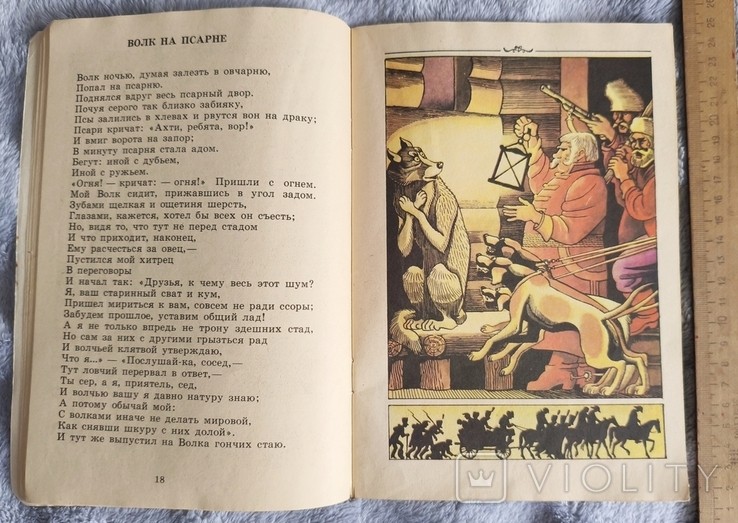 ВОЛК НА ПСАРНЕ
Волк ночью, думая залезть в овчарню,
Попал на псарню.
Поднялся вдруг весь псарный двор.
Почуя серого так близко забияку,
Псы залились в хлевах и рвутся вон на драку;
Псари кричат: «Ахти, ребята, вор!»
И вмиг ворота на запор;
В минуту псарня стала адом.
Бегут: иной с дубьем,
Иной с ружьем.
«Огня! — кричат: — огня!» Пришли с огнем.
Мой Волк сидит, прижавшись в угол задом.
Зубами щелкая и ощетиня шерсть,
Глазами, кажется, хотел бы всех он съесть;
Но, видя то, что тут не перед стадом
И что приходит, наконец,
Ему расчесться за овец,—
Пустился мой хитрец
В переговоры
И начал так: «Друзья, к чему весь этот шум?
Я, ваш старинный сват и кум,
Пришел мириться к вам, совсем не ради ссоры;
Забудем прошлое, уставим общий лад!
А я не только впредь не трону здешних стад,
Но сам за них с другими грызться рад
И волчьей клятвой утверждаю,
Что я...» — «Послушай-ка, сосед,—
Тут ловчий перервал в ответ,—
Ты сер, а я, приятель, сед,
И волчью вашу я давно натуру знаю;
А потому обычай мой:
С волками иначе не делать мировой,
Как снявши шкуру с них долой».
И тут же выпустил на Волка гончих стаю.
18
VIOLITY